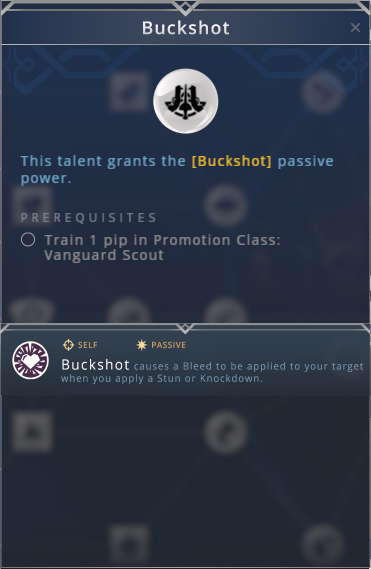 Buckshot
This talent grants the [Buckshot] passive
power.
PREREQUISITES
Train 1 pip in Promotion Class:
Vanguard Scout
SELF PASSIVE
Buckshot causes a Bleed to be applied to your target
when you apply a Stun or Knockdown.